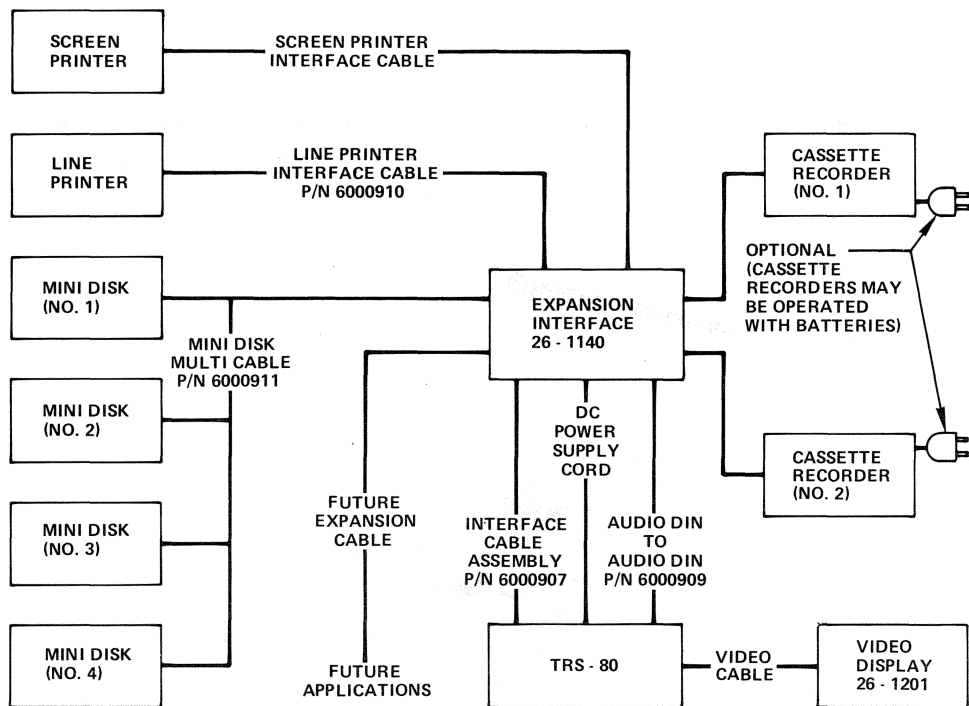 SCREEN
PRINTER
SCREEN PRINTER
INTERFACE CABLE
LINE
PRINTER
LINE PRINTER
INTERFACE CABLE
P/N 6000910
MINI DISK
(NO. 1)
MINI DISK
MULTI CABLE
P/N 6000911
MINI DISK
(NO. 2)
MINI DISK
(NO. 3)
MINI DISK
(NO. 4)
EXPANSION
INTERFACE
26 - 1140
CASSETTE
RECORDER
(NO. 1)
OPTIONAL
(CASSETTE
RECORDERS MAY
BE OPERATED
WITH BATTERIES)
CASSETTE
RECORDER
(NO. 2)
FUTURE
EXPANSION
CABLE
FUTURE
APPLICATIONS
INTERFACE
CABLE
ASSEMBLY
P/N 6000907
DC
POWER
SUPPLY
CORD
AUDIO DIN
TO
AUDIO DIN
P/N 6000909
TRS - 80
VIDEO
CABLE
VIDEO
DISPLAY
26 - 1201